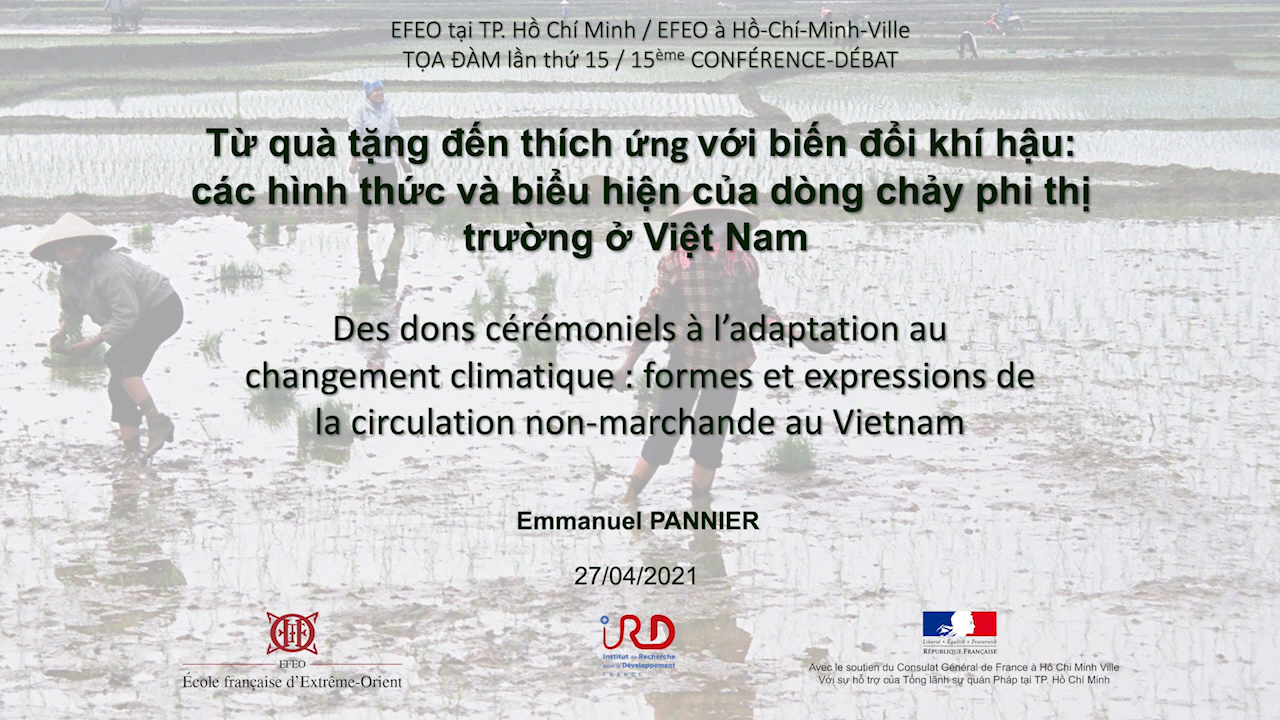 EFEO tại TP. Hồ Chí Minh / EFEO à Hồ-Chí-Minh-Ville
TỌA ĐÀM lần thứ 15 / 15ème CONFÉRENCE-DÉBAT
Từ quà tặng đến thích ứng với biến đổi khí hậu:
các hình thức và biểu hiện của dòng chảy phi thị
trường ở Việt Nam
Des dons cérémoniels à l’adaptation au
changement climatique : formes et expressions de
la circulation non-marchande au Vietnam
Emmanuel PANNIER
27/04/2021
EFEO
École française d’Extrême-Orient
iRD
Institut de Recherche
pour le Développement
FRANCE
Liberté • Égalité • Fraternité
RÉPUBLIQUE FRANÇAISE
Avec le soutien du Consulat Général de France à Hồ Chí Minh Ville
Với sự hổ trợ của Tổng lãnh sự quán Pháp tại TP. Hồ Chí Minh